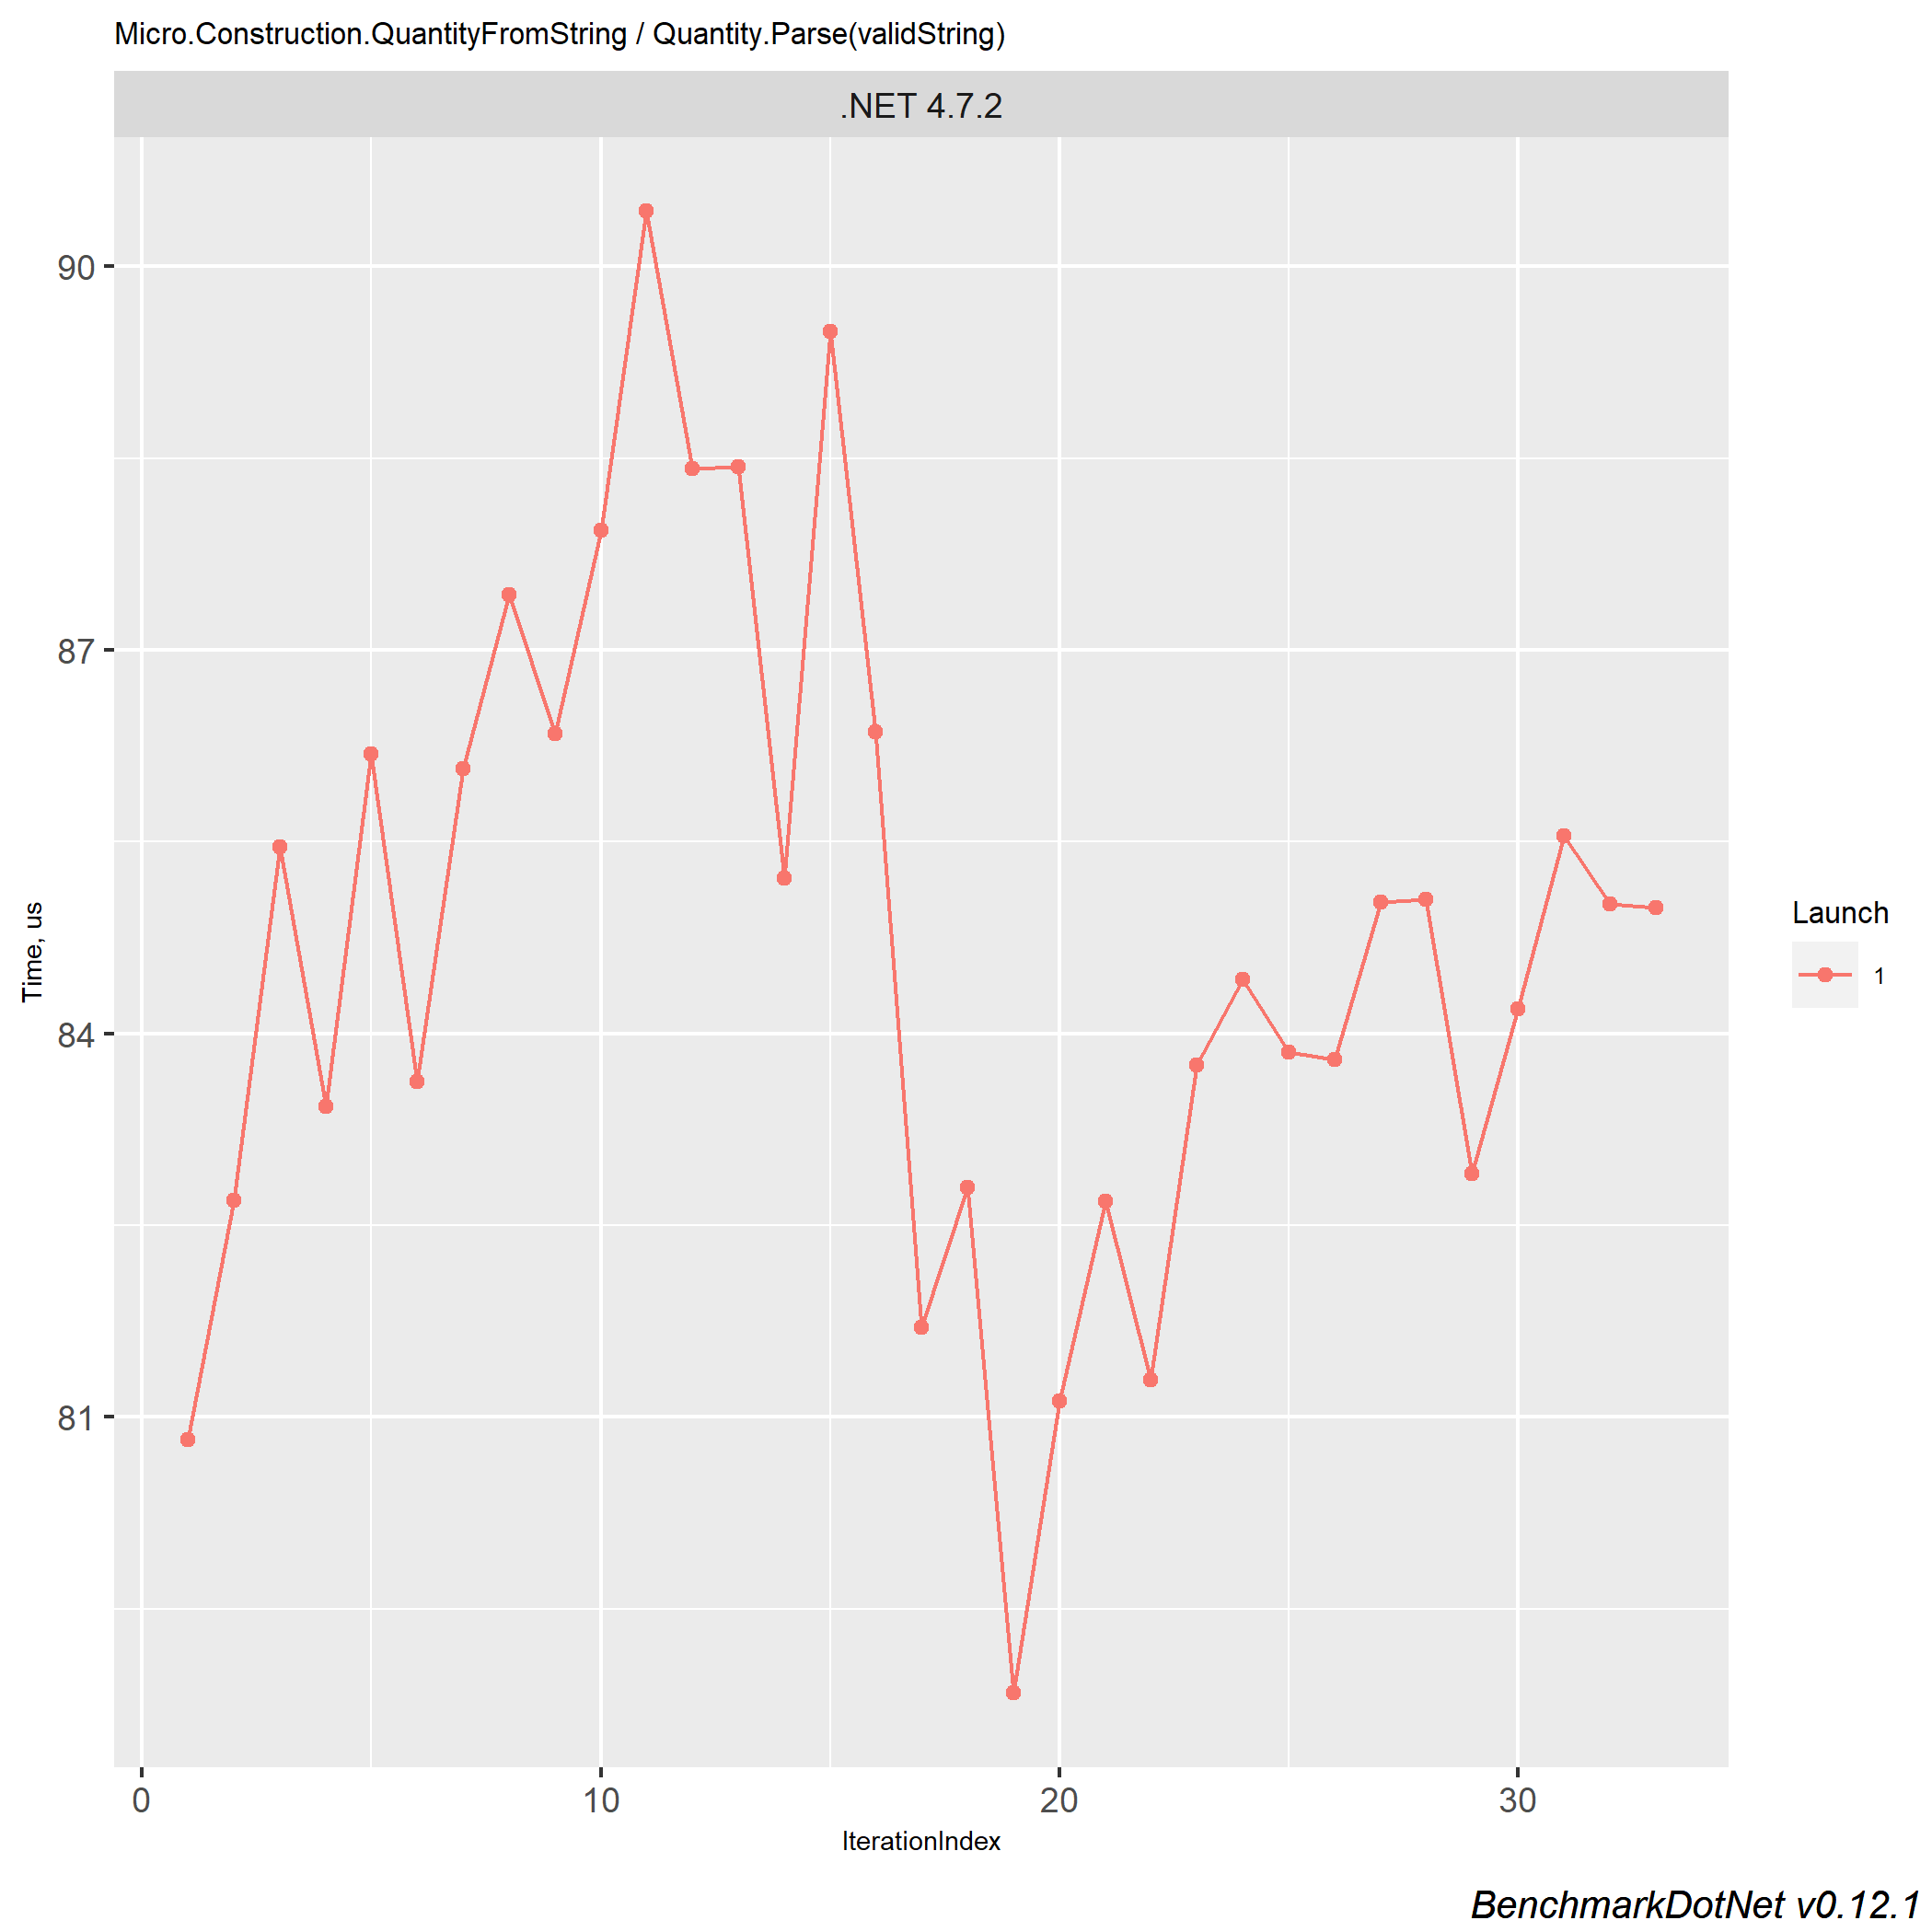 Micro.Construction.QuantityFromString / Quantity.Parse(validString)
.NET 4.7.2
90
87
84
81
Time, us
0 10 20 30
IterationIndex
Launch
1
BenchmarkDotNet v0.12.1